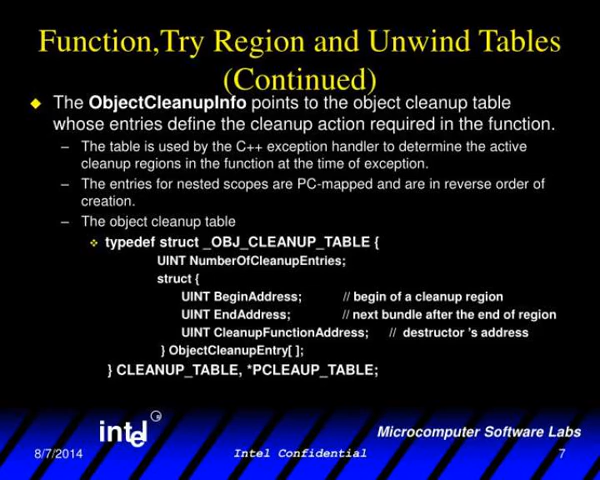 Function,Try Region and Unwind Tables
(Continued)
The ObjectCleanupInfo points to the object cleanup table
whose entries define the cleanup action required in the function.
– The table is used by the C++ exception handler to determine the active
cleanup regions in the function at the time of exception.
– The entries for nested scopes are PC-mapped and are in reverse order of
creation.
– The object cleanup table
typedef struct _OBJ_CLEANUP_TABLE {
UINT NumberOfCleanupEntries;
struct {
UINT BeginAddress; // begin of a cleanup region
UINT EndAddress; // next bundle after the end of region
UINT CleanupFunctionAddress; // destructor 's address
} ObjectCleanupEntry[ ];
} CLEANUP_TABLE, *PCLEAUP_TABLE;
intel ®
Microcomputer Software Labs
8/7/2014 Intel Confidential 7